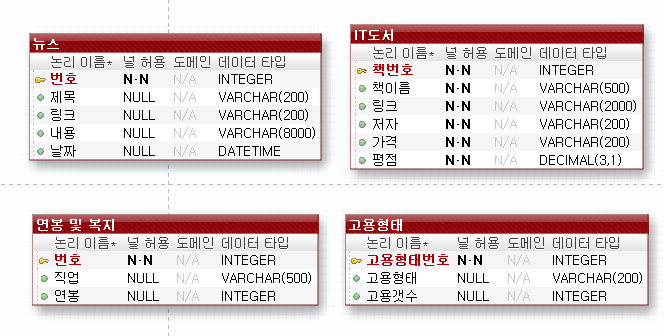 뉴스
논리 이름* 널 허용 도메인 데이터 타입
번호 N-N N/A INTEGER
제목 NULL N/A VARCHAR(200)
링크 NULL N/A VARCHAR(200)
내용 NULL N/A VARCHAR(8000)
날짜 NULL N/A DATETIME
IT도서
논리 이름* 널 허용 도메인 데이터 타입
책번호 N-N N/A INTEGER
책이름 N-N N/A VARCHAR(500)
링크 N-N N/A VARCHAR(2000)
저자 N-N N/A VARCHAR(200)
가격 N-N N/A VARCHAR(200)
평점 N-N N/A DECIMAL(3,1)
연봉 및 복지
논리 이름* 널 허용 도메인 데이터 타입
번호 N-N N/A INTEGER
직업 NULL N/A VARCHAR(500)
연봉 NULL N/A INTEGER
고용형태
논리 이름* 널 허용 도메인 데이터 타입
고용형태번호 N-N N/A INTEGER
고용형태 NULL N/A VARCHAR(200)
고용갯수 NULL N/A INTEGER